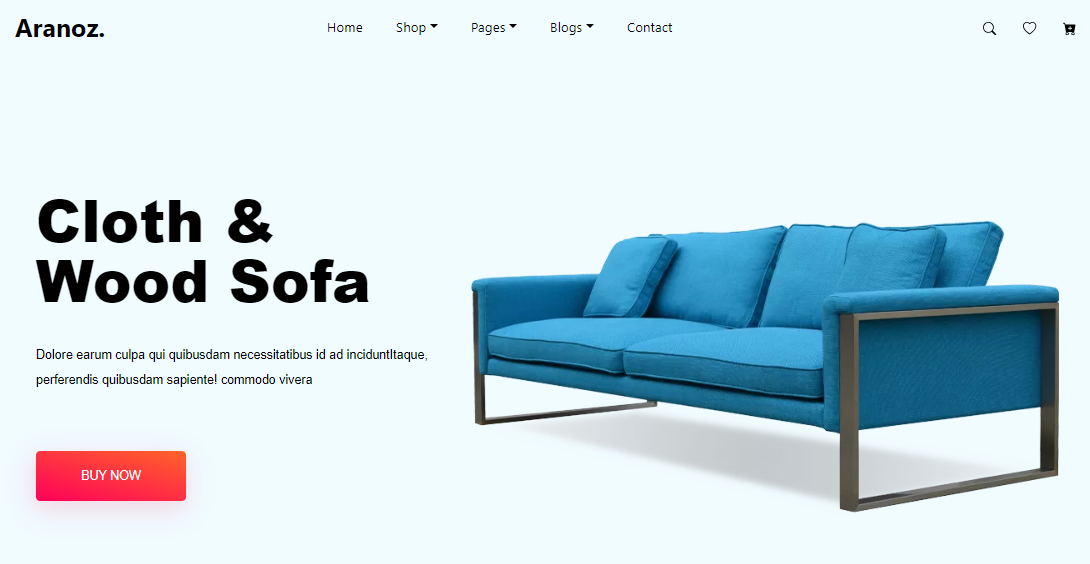 Aranoz.
Home Shop Pages Blogs Contact
Cloth &
Wood Sofa
Dolore earum culpa qui quibusdam necessitatibus id ad inciduntItaque,
perferendis quibusdam sapiente! commodo vivera
BUY NOW